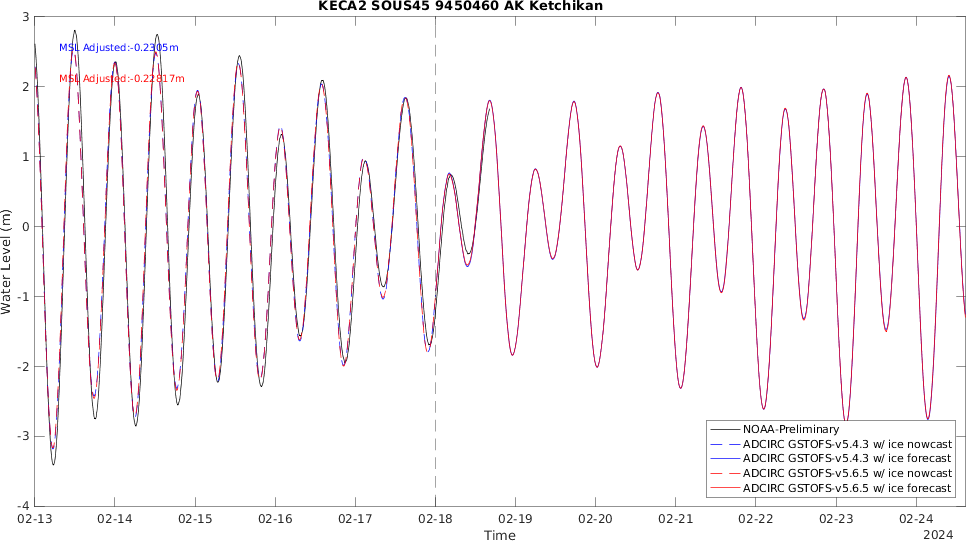 KECA2 SOUS45 9450460 AK Ketchikan
MSL Adjusted:-0.2305m
MSL Adjusted:-0.22817m
Water Level (m)
3
2
1
0
-1
-2
-3
-4
NOAA-Preliminary
ADCIRC GSTOFS-v5.4.3 w/ ice nowcast
ADCIRC GSTOFS-v5.4.3 w/ ice forecast
ADCIRC GSTOFS-v5.6.5 w/ ice nowcast
ADCIRC GSTOFS-v5.6.5 w/ ice forecast
02-13 02-14 02-15 02-16 02-17 02-18 02-19 02-20 02-21 02-22 02-23 02-24
Time
2024